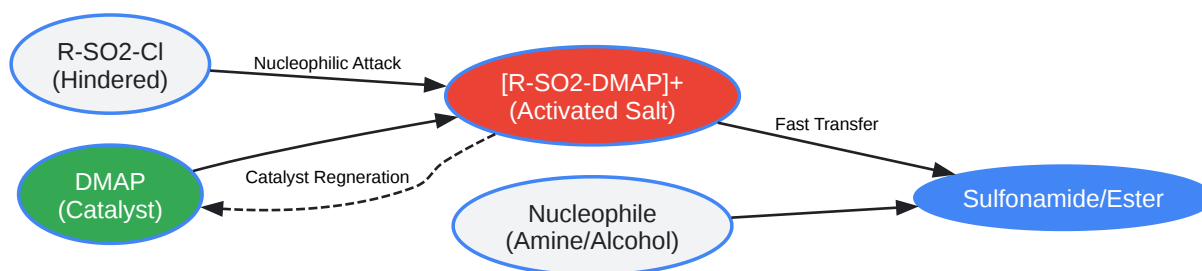 R-SO2-Cl
(Hindered)
Nucleophilic Attack
[R-SO2-DMAP]+
(Activated Salt)
Fast Transfer
DMAP
(Catalyst)
Catalyst Regneration
Nucleophile
(Amine/Alcohol)
Sulfonamide/Ester